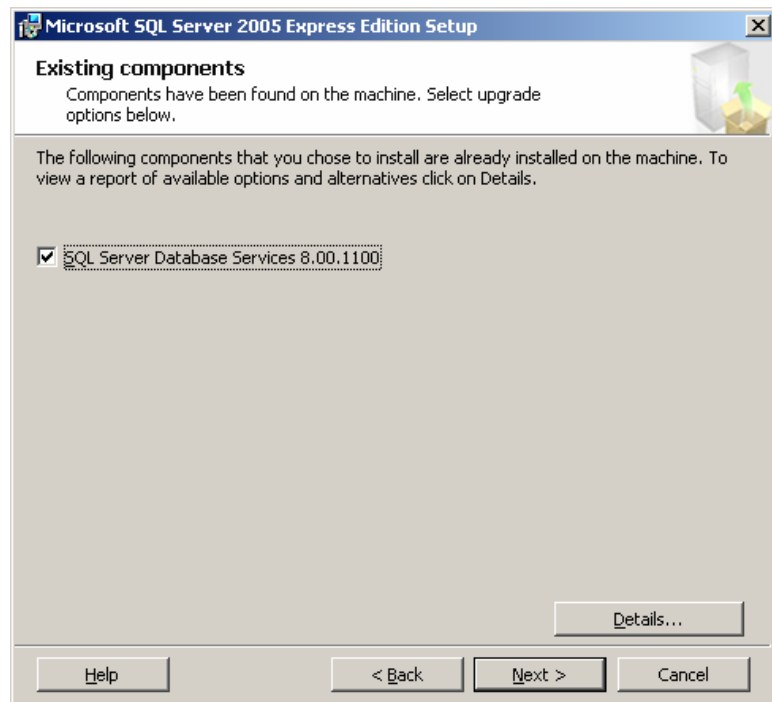 Microsoft SQL Server 2005 Express Edition Setup
Existing components
Components have been found on the machine. Select upgrade
options below.
The following components that you chose to install are already installed on the machine. To
view a report of available options and alternatives click on Details.
SQL Server Database Services 8.00.1100
Details...
Help
< Back
Next >
Cancel